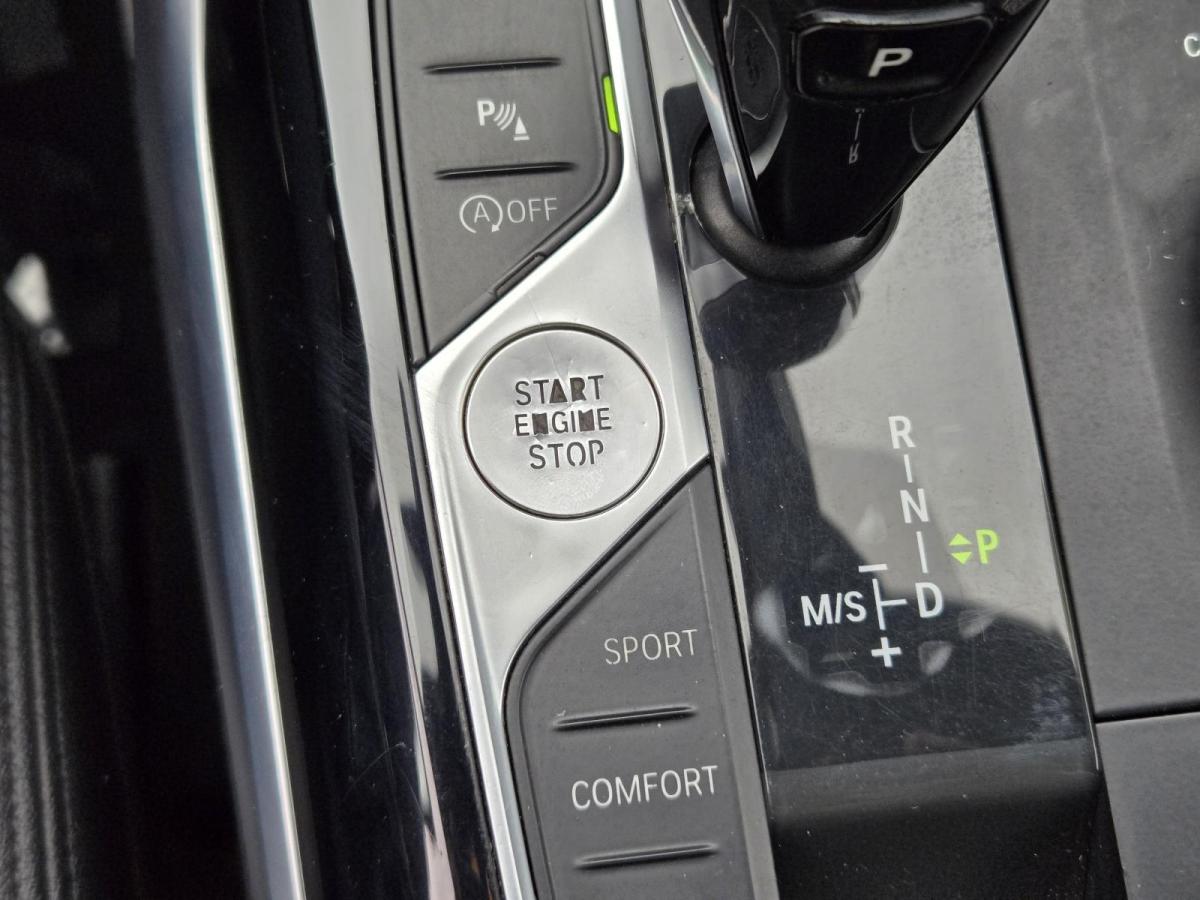 P
P
A OFF
START
ENGINE
STOP
R
N
P
M/S D
+
SPORT
COMFORT